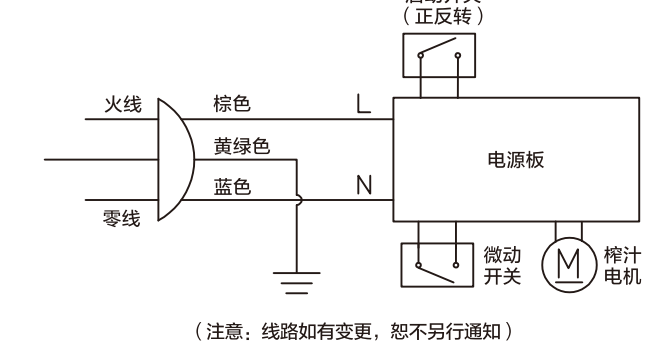 （正反转）
火线
棕色
L
黄绿色
电源板
蓝色
N
零线
微动
开关
M
榨汁
电机
（注意：线路如有变更，恕不另行通知）